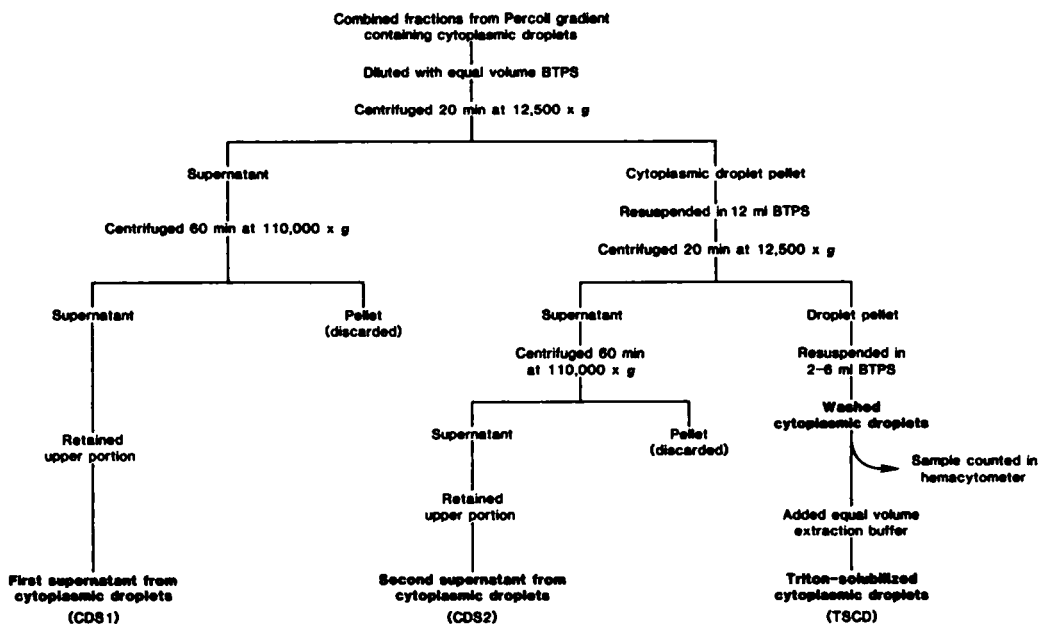 Combined fractions from Percoll gradient
containing cytoplasmic droplets
Diluted with equal volume BTPS
Centrifuged 20 min at 12,500 x g
Supernatant
Cytoplasmic droplet pellet
Resuspended in 12 ml BTPS
Centrifuged 60 min at 110,000 x g
Centrifuged 20 min at 12,500 x g
Supernatant
Pellet
(discarded)
Supernatant
Droplet pellet
Centrifuged 60 min
at 110,000 x g
Resuspended in
2-6 ml BTPS
Washed
cytoplasmic droplets
Supernatant
Pellet
(discarded)
Retained
upper portion
Sample counted in
hemacytometer
Retained
upper portion
Added equal volume
extraction buffer
First supernatant from
cytoplasmic droplets
(CDS1)
Second supernatant from
cytoplasmic droplets
(CDS2)
Triton-solubilized
cytoplasmic droplets
(TSCD)